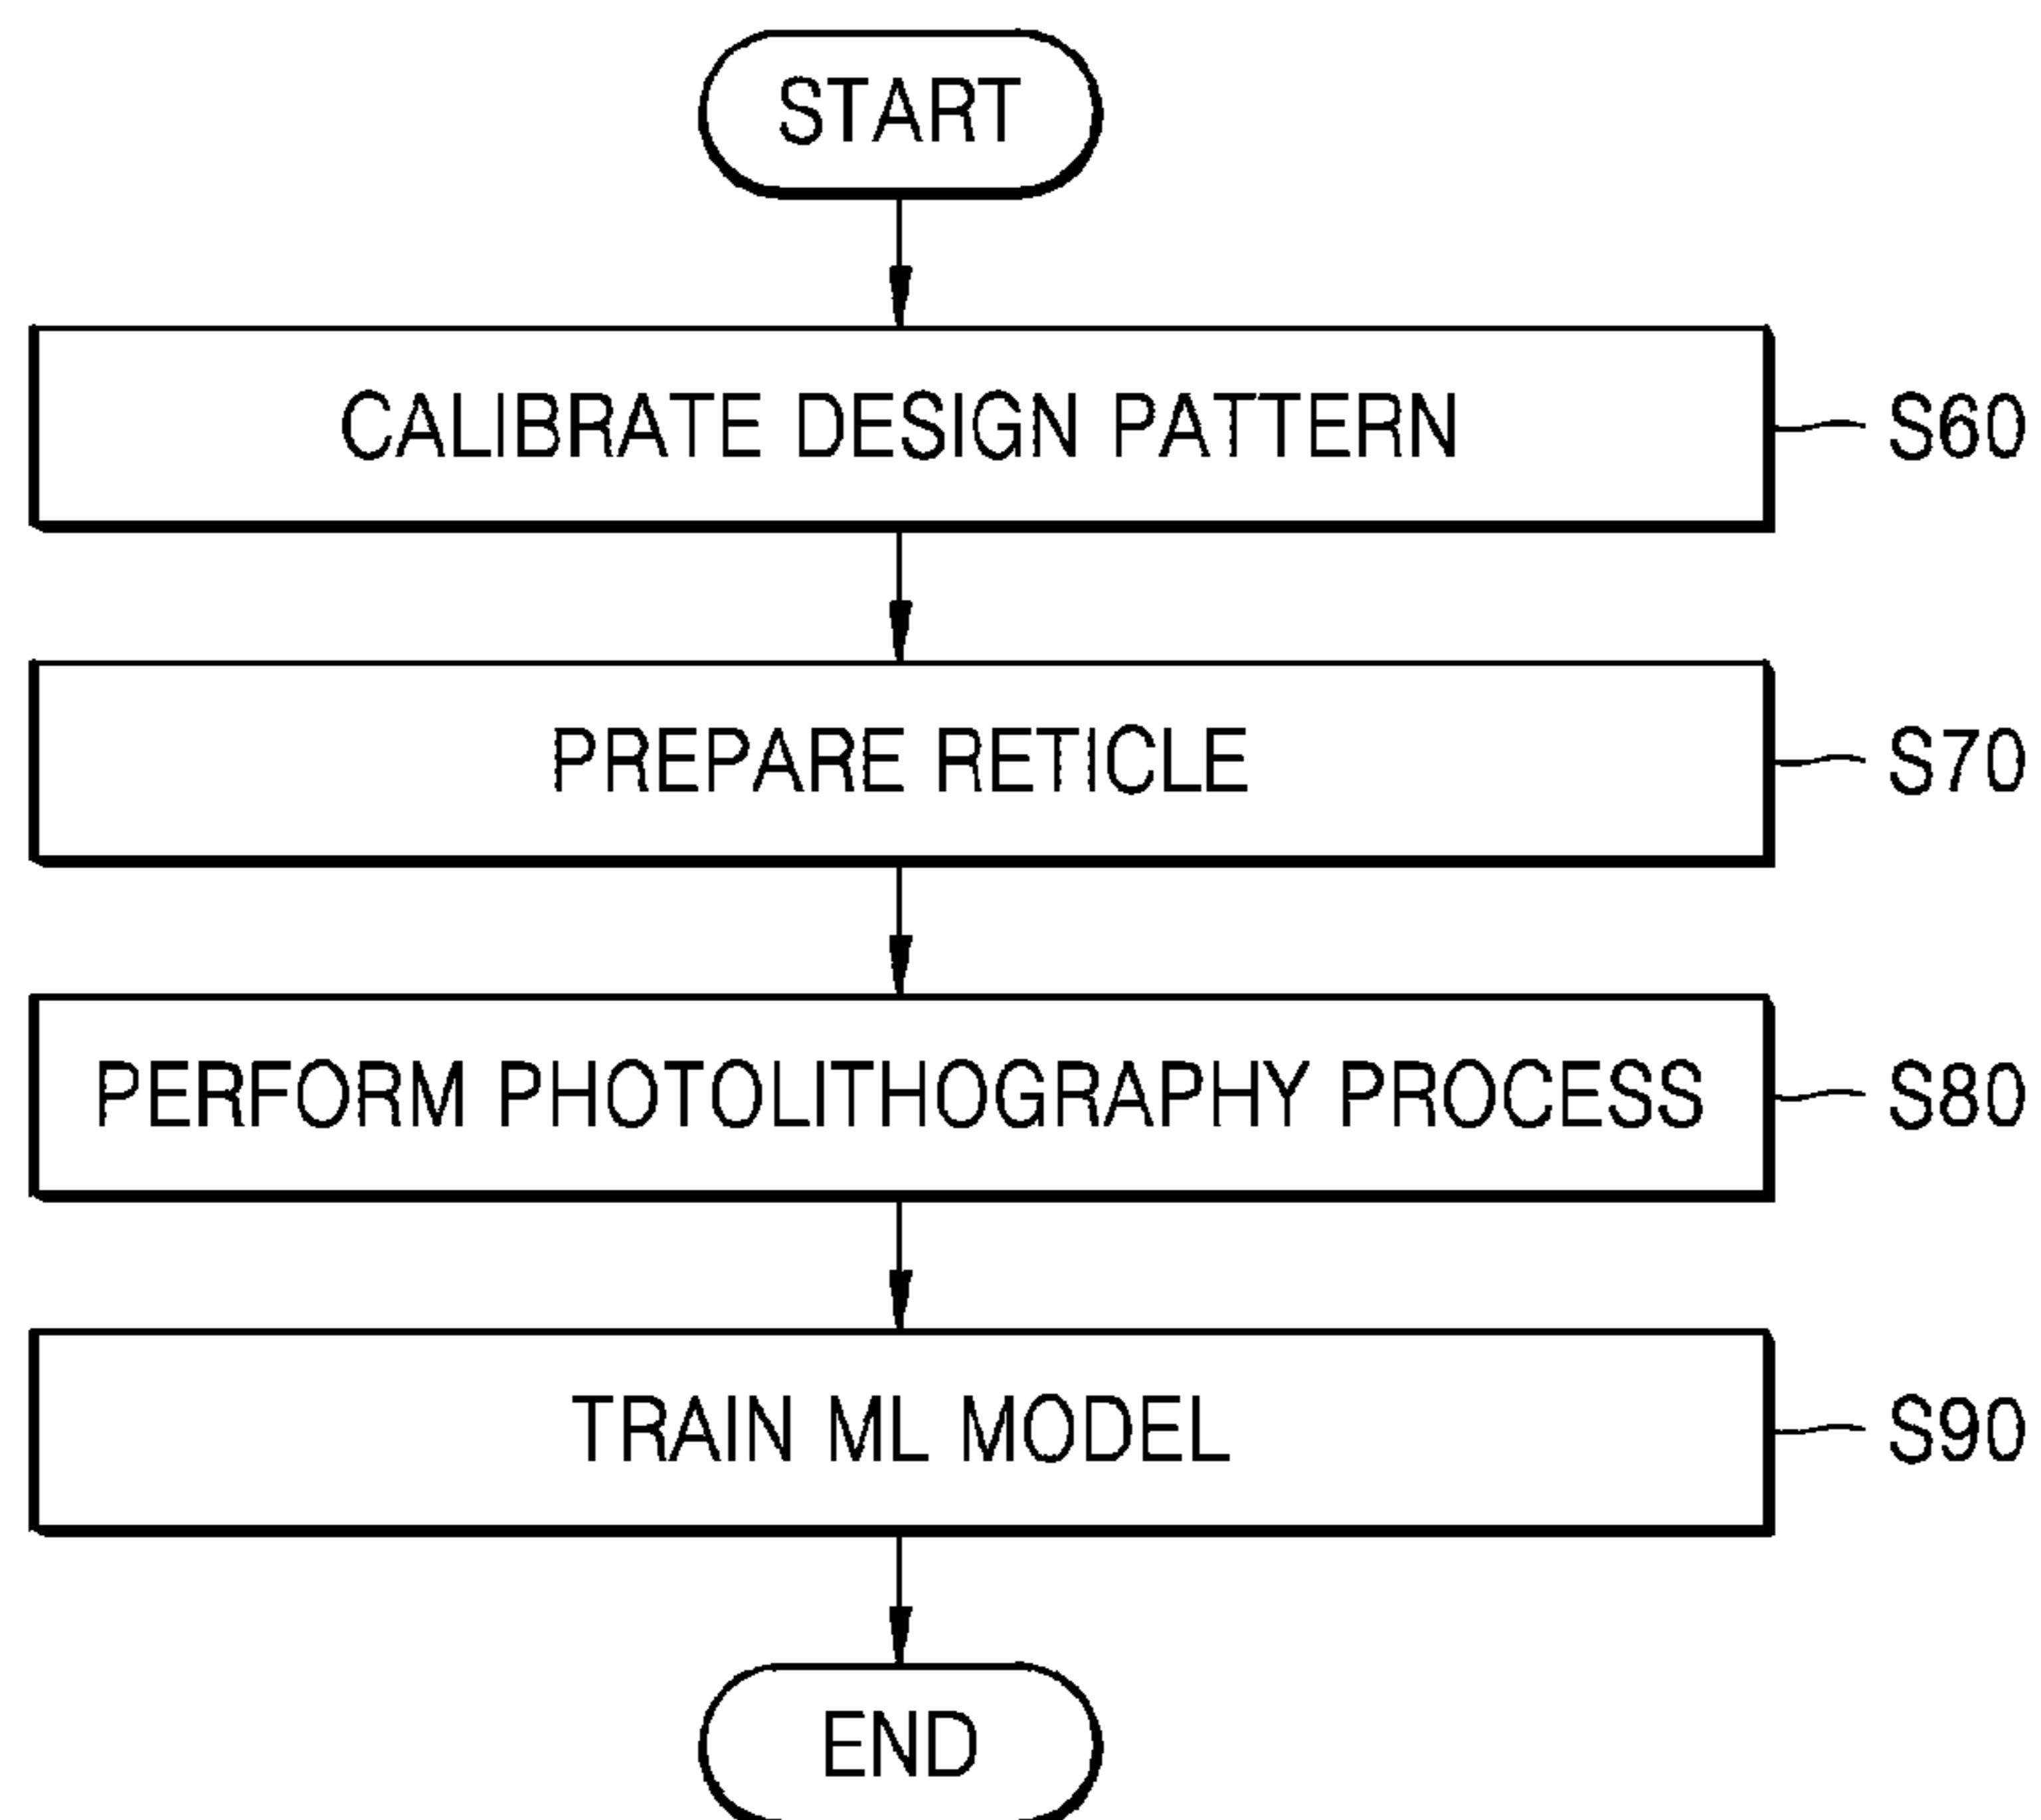 START
CALIBRATE DESIGN PATTERN
S60
PREPARE RETICLE
S70
PERFORM PHOTOLITHOGRAPHY PROCESS
S80
TRAIN ML MODEL
S90
END